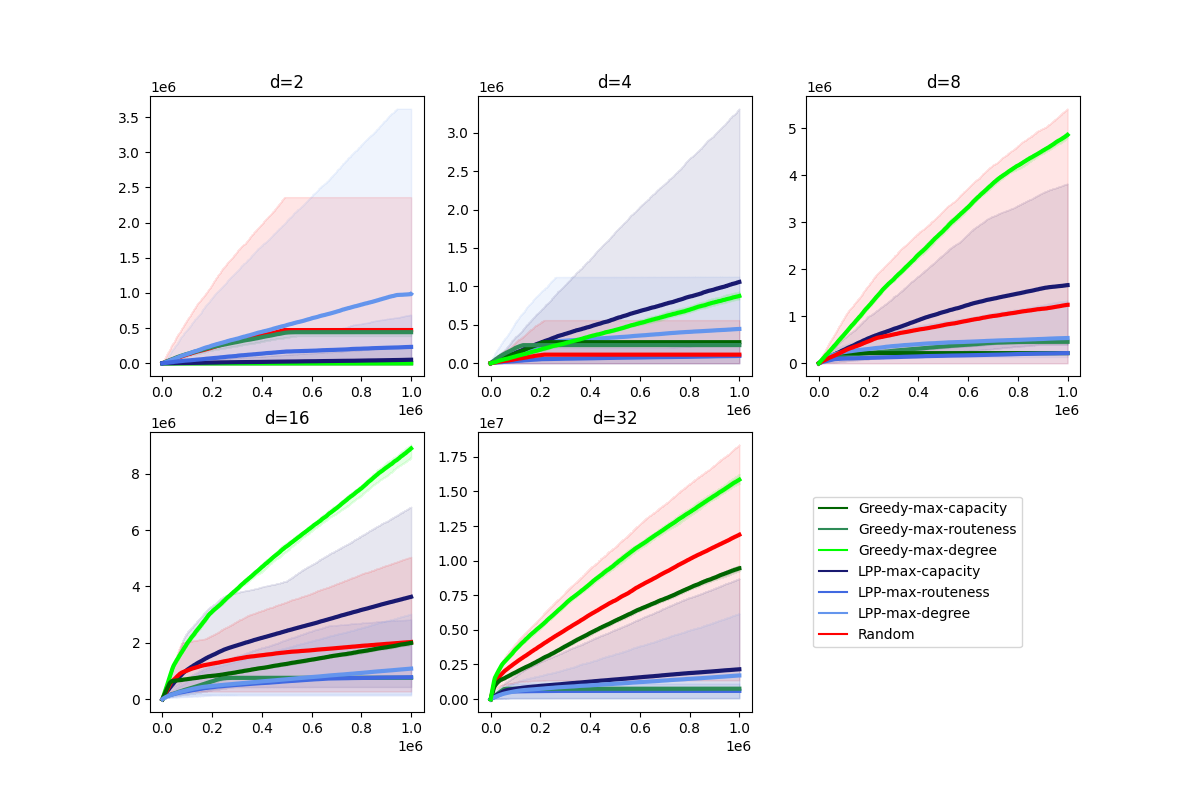 d=2
1e6
3.5
3.0
2.5
2.0
1.5
1.0
0.5
0.0
0.0 0.2 0.4 0.6 0.8 1.0
1e6
d=4
1e6
3.0
2.5
2.0
1.5
1.0
0.5
0.0
0.0 0.2 0.4 0.6 0.8 1.0
1e6
d=8
1e6
5
4
3
2
1
0
0.0 0.2 0.4 0.6 0.8 1.0
1e6
d=16
1e6
8
6
4
2
0
0.0 0.2 0.4 0.6 0.8 1.0
1e6
d=32
1e7
1.75
1.50
1.25
1.00
0.75
0.50
0.25
0.00
0.0 0.2 0.4 0.6 0.8 1.0
1e6
Greedy-max-capacity
Greedy-max-routeness
Greedy-max-degree
LPP-max-capacity
LPP-max-routeness
LPP-max-degree
Random